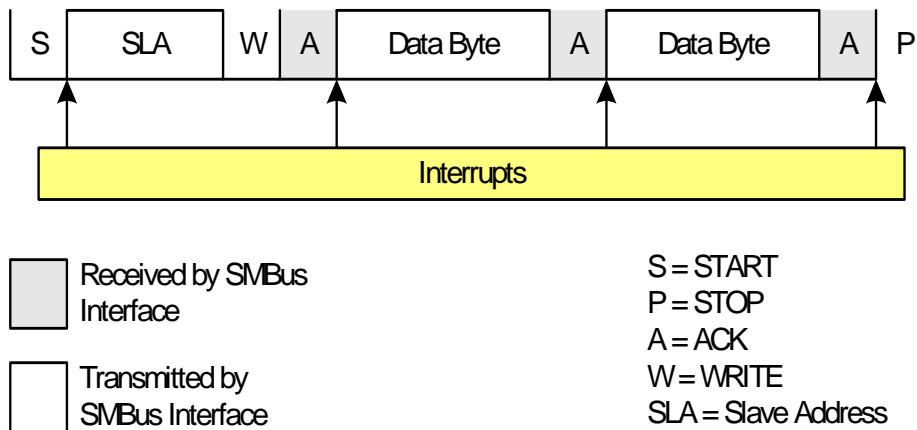 S SLA W A Data Byte A Data Byte A P
Interrupts
Received by SMBus
Interface
Transmitted by
SMBus Interface
S = START
P = STOP
A = ACK
W = WRITE
SLA = Slave Address